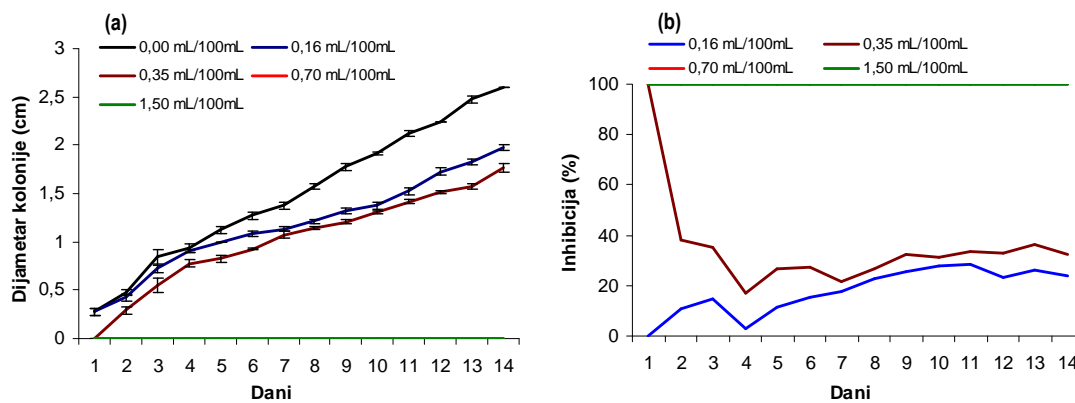 (a)
0,00 mL/100mL 0,16 mL/100mL
0,35 mL/100mL 0,70 mL/100mL
1,50 mL/100mL
Dijametar kolonije (cm)
3
2,5
2
1,5
1
0,5
0
1 2 3 4 5 6 7 8 9 10 11 12 13 14
Dani
(b)
0,16 mL/100mL 0,35 mL/100mL
0,70 mL/100mL 1,50 mL/100mL
Inhibicija (%)
100
80
60
40
20
0
1 2 3 4 5 6 7 8 9 10 11 12 13 14
Dani